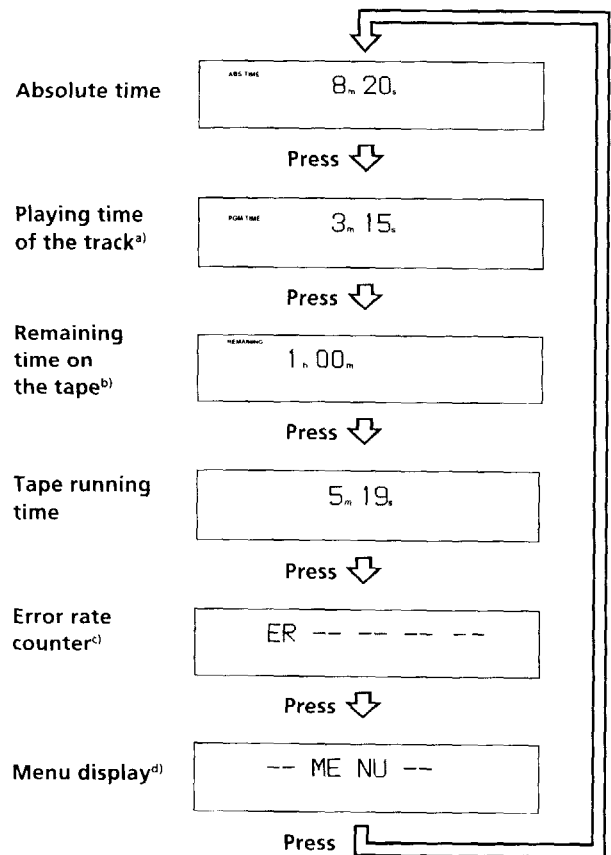 Absolute time
ABS TIME
8m 20s
Press
Playing time
of the track a)
PGM TIME
3m 15s
Press
Remaining
time on
the tape b)
REMAINING
1h 00m
Press
Tape running
time
5m 19s
Press
Error rate
counter c)
ER -- -- -- --
Press
Menu display d)
-- ME NU --
Press